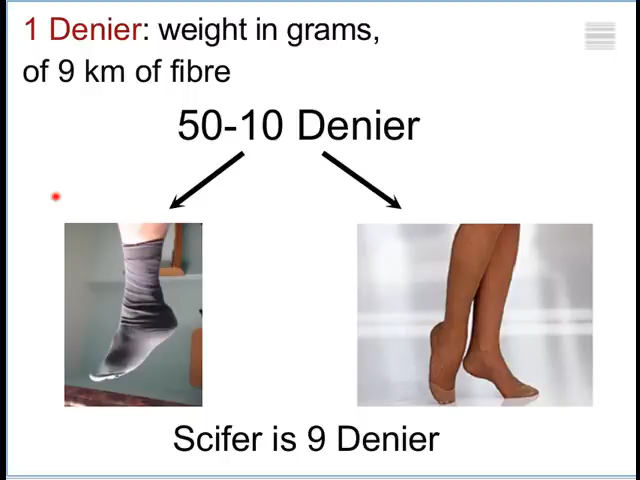 1 Denier: weight in grams,
of 9 km of fibre
50-10 Denier
Scifer is 9 Denier